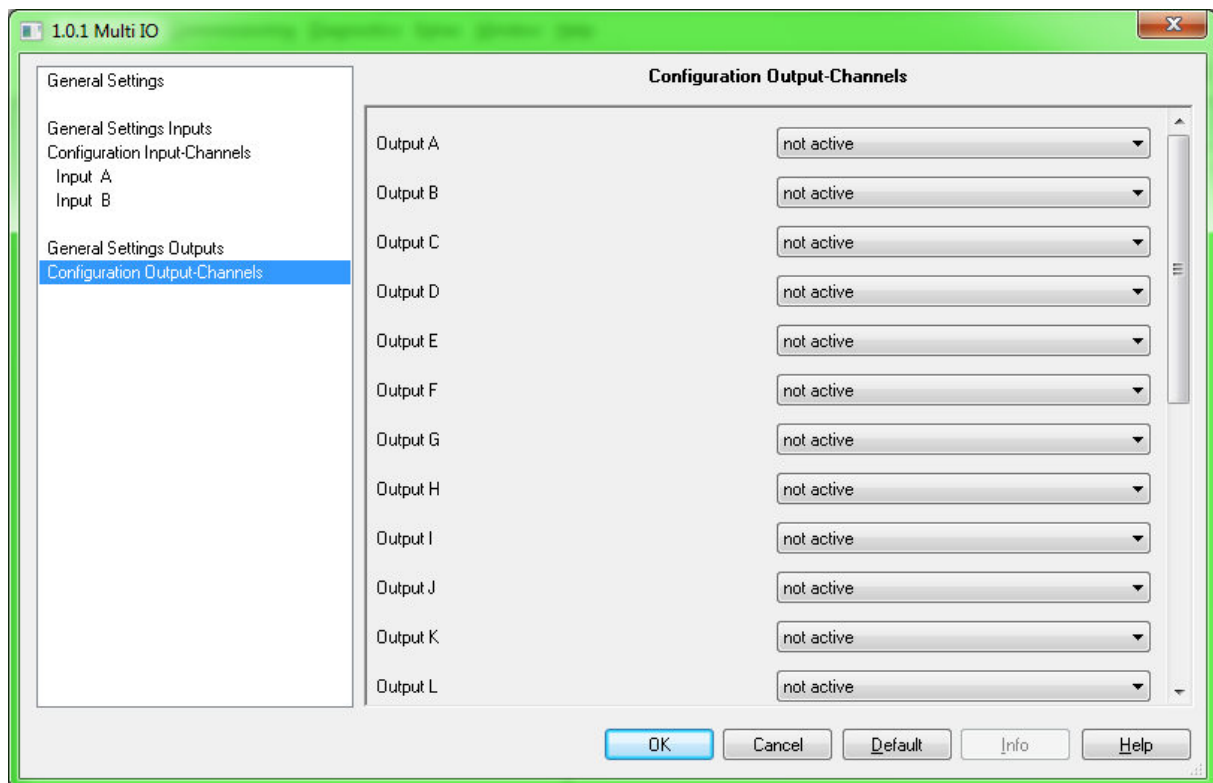 1.0.1 Multi IO
General Settings
General Settings Inputs
Configuration Input-Channels
Input A
Input B
General Settings Outputs
Configuration Output-Channels
Configuration Output-Channels
Output A not active
Output B not active
Output C not active
Output D not active
Output E not active
Output F not active
Output G not active
Output H not active
Output I not active
Output J not active
Output K not active
Output L not active
OK Cancel Default Info Help